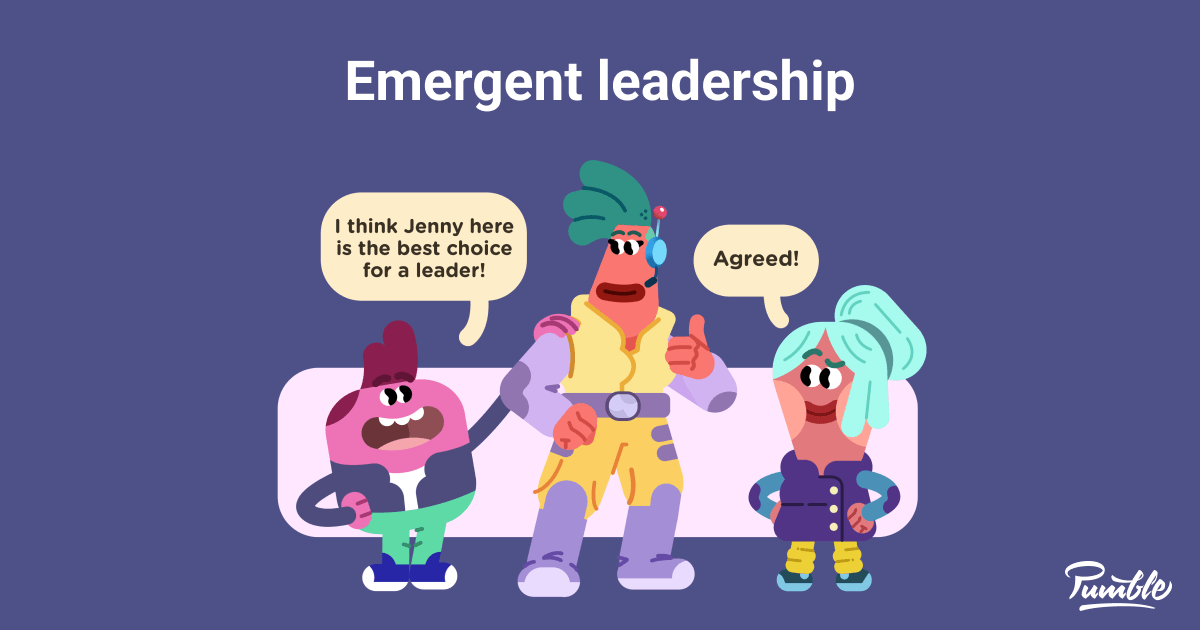 Emergent leadership
I think Jenny here
is the best choice
for a leader!
Agreed!
Pumble